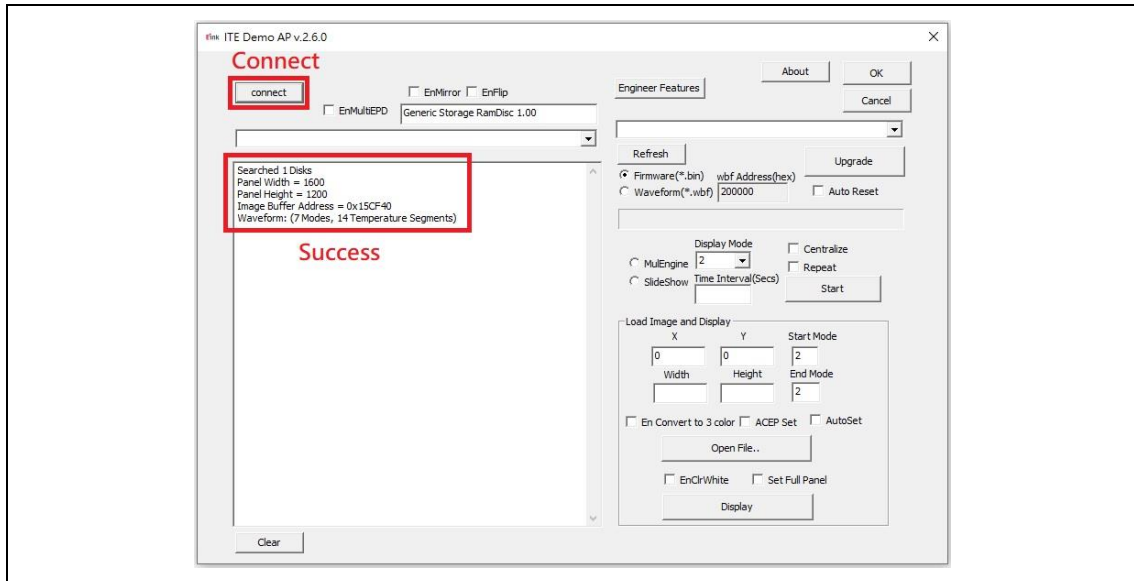 Eink ITE Demo AP v.2.6.0
Connect
connect
EnMirror EnFlip
EnMultiEPD
Generic Storage RamDisc 1.00
Searched 1 Disks
Panel Width = 1600
Panel Height = 1200
Image Buffer Address = 0x15CF40
Waveform: (7 Modes, 14 Temperature Segments)
Success
Clear
About
OK
Engineer Features
Cancel
Refresh
Upgrade
Firmware(*.bin) wbf Address(hex)
Waveform(*.wbf) 200000
Auto Reset
Display Mode
Centralize
MulEngine 2
Repeat
SlideShow Time Interval(Secs)
Start
Load Image and Display
X Y Start Mode
0 0 2
Width Height End Mode
2
En Convert to 3 color ACEP Set AutoSet
Open File..
EnClrWhite Set Full Panel
Display